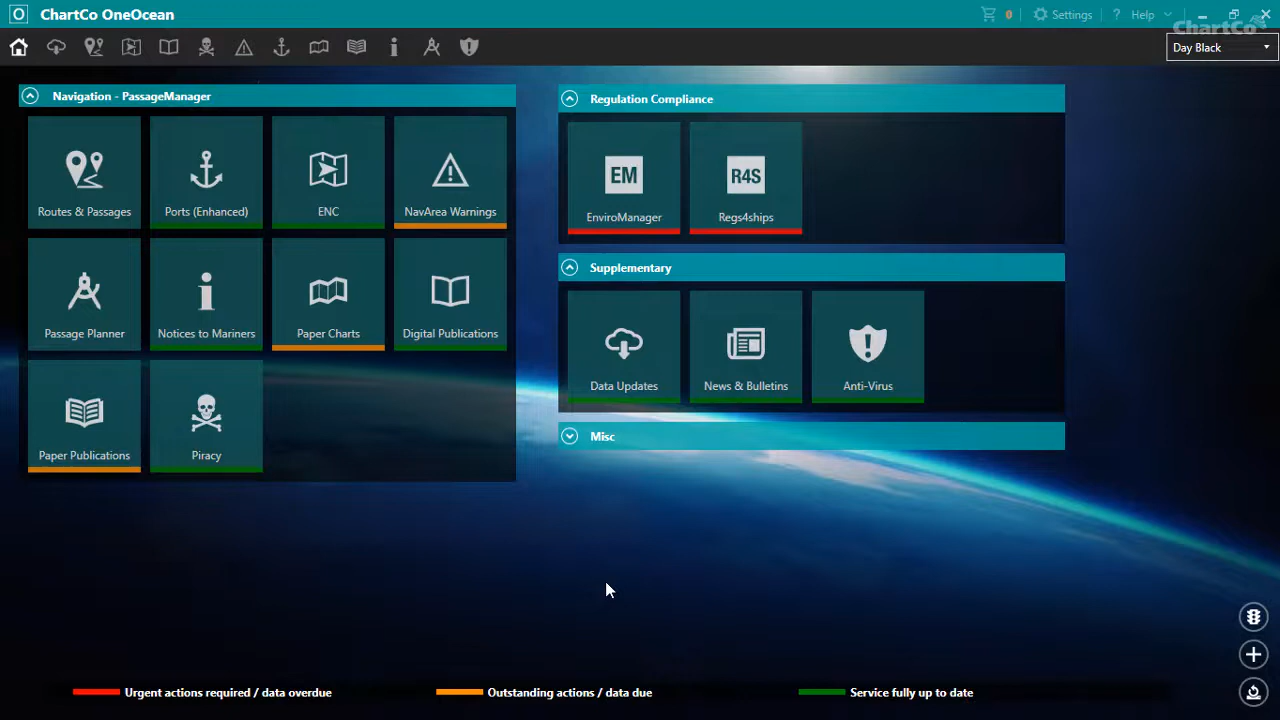 O ChartCo OneOcean
0 Settings ? Help
ChartCo
Day Black
Navigation - PassageManager
Routes & Passages
Ports (Enhanced)
ENC
NavArea Warnings
Passage Planner
Notices to Mariners
Paper Charts
Digital Publications
Paper Publications
Piracy
Regulation Compliance
EM
EnviroManager
R4S
Regs4ships
Supplementary
Data Updates
News & Bulletins
Anti-Virus
Misc
Urgent actions required / data overdue
Outstanding actions / data due
Service fully up to date